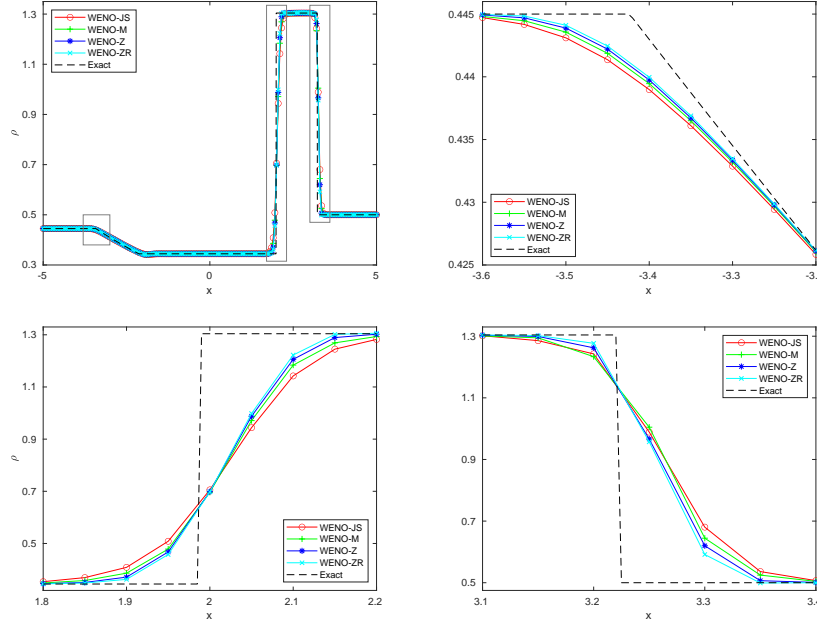 1.3
1.1
0.9
ρ
0.7
0.5
0.3
-5
0
5
x
WENO-JS
WENO-M
WENO-Z
WENO-ZR
Exact
0.445
0.44
0.435
0.43
0.425
-3.6
-3.5
-3.4
-3.3
-3.2
x
WENO-JS
WENO-M
WENO-Z
WENO-ZR
Exact
1.3
1.1
ρ
0.9
0.7
0.5
1.8
1.9
2
2.1
2.2
x
WENO-JS
WENO-M
WENO-Z
WENO-ZR
Exact
1.3
1.1
0.9
0.7
0.5
3.1
3.2
3.3
3.4
x
WENO-JS
WENO-M
WENO-Z
WENO-ZR
Exact